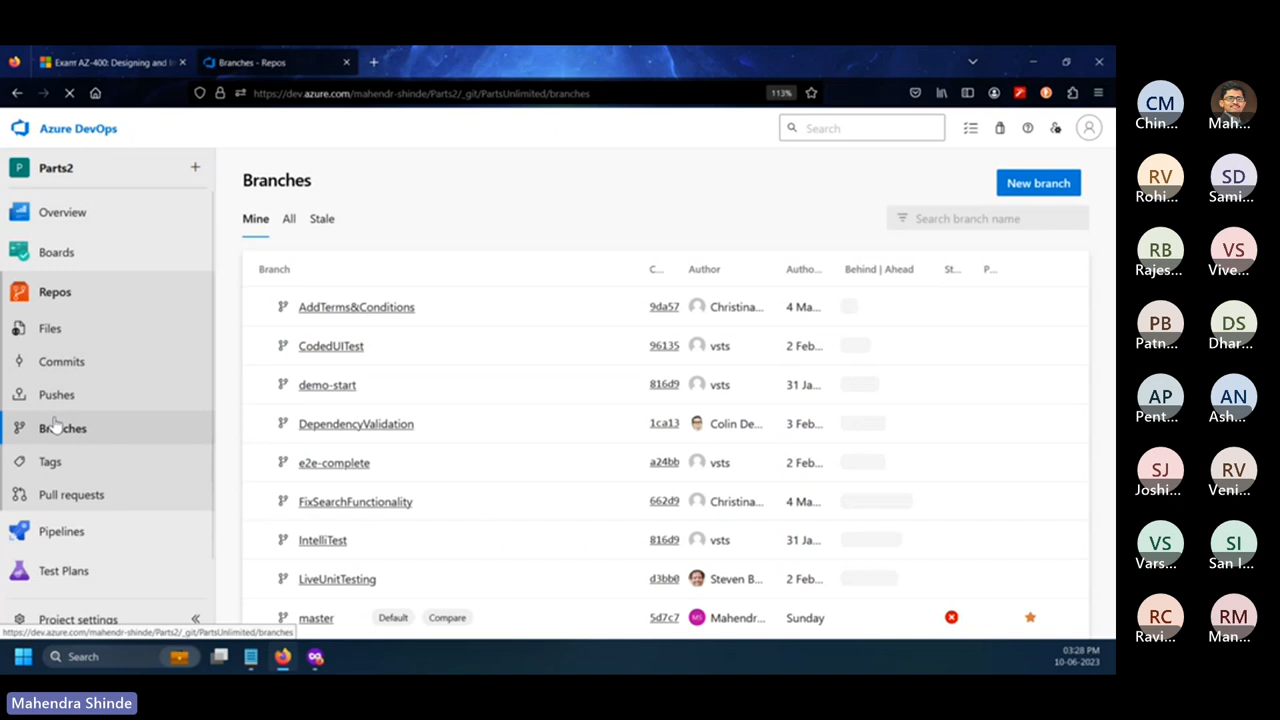 Exam AZ-400: Designing and I
Branches - Repos
https://dev.azure.com/mahendr-shinde/Parts2/_git/PartsUnlimited/branches
113%
Azure DevOps
Search
P
Parts2
Overview
Boards
Repos
Files
Commits
Pushes
Branches
Tags
Pull requests
Pipelines
Test Plans
Project settings
https://dev.azure.com/mahendr-shinde/Parts2/_git/PartsUnlimited/branches
Branches
New branch
Mine All Stale
Search branch name
Branch C... Author Autho... Behind | Ahead St... P...
AddTerms&Conditions 9da57 Christina... 4 Ma...
CodedUITest 96135 vsts 2 Feb...
demo-start 816d9 vsts 31 Ja...
DependencyValidation 1ca13 Colin De... 3 Feb...
e2e-complete a24bb vsts 2 Feb...
FixSearchFunctionality 662d9 Christina... 4 Ma...
IntelliTest 816d9 vsts 31 Ja...
LiveUnitTesting d3bb0 Steven B... 2 Feb...
master Default Compare 5d7c7 MS Mahendr... Sunday
Search
03:28 PM
10-06-2023
CM
Chin... Mah...
RV SD
Rohi... Sami...
RB VS
Rajes... Vive...
PB DS
Patn... Dhar...
AP AN
Pent... Ash...
SJ RV
Joshi... Veni...
VS SI
Vars... San I...
RC RM
Ravi... Man...
Mahendra Shinde